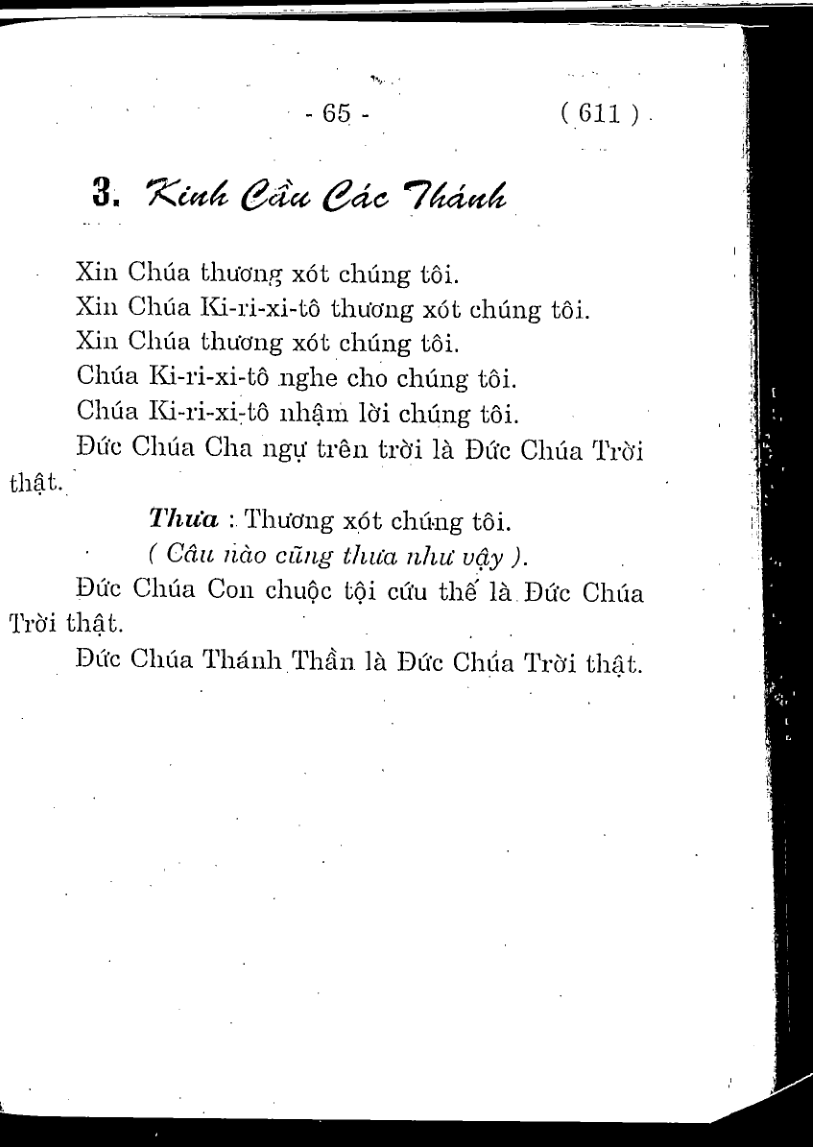 - 65 - ( 611 )
3. Kinh Cầu Các Thánh
Xin Chúa thương xót chúng tôi.
Xin Chúa Ki-ri-xi-tô thương xót chúng tôi.
Xin Chúa thương xót chúng tôi.
Chúa Ki-ri-xi-tô nghe cho chúng tôi.
Chúa Ki-ri-xi-tô nhậm lời chúng tôi.
Đức Chúa Cha ngự trên trời là Đức Chúa Trời
thật.
Thưa : Thương xót chúng tôi.
( Câu nào cũng thưa như vậy ).
Đức Chúa Con chuộc tội cứu thế là Đức Chúa
Trời thật.
Đức Chúa Thánh Thần là Đức Chúa Trời thật.